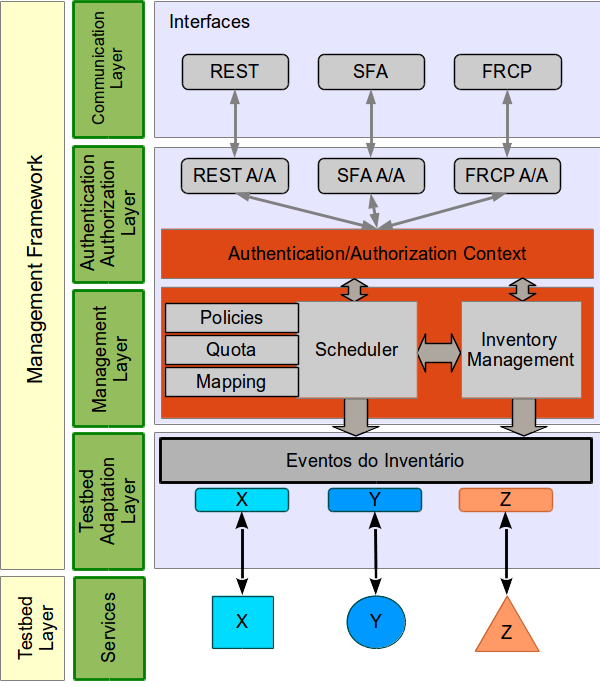 Management Framework
Testbed
Layer
Communication
Layer
Authentication
Authorization
Layer
Management
Layer
Testbed
Adaptation
Layer
Services
Interfaces
REST
SFA
FRCP
REST A/A
SFA A/A
FRCP A/A
Authentication/Authorization Context
Policies
Quota
Mapping
Scheduler
Inventory
Management
Eventos do Inventário
X
Y
Z
X
Y
Z